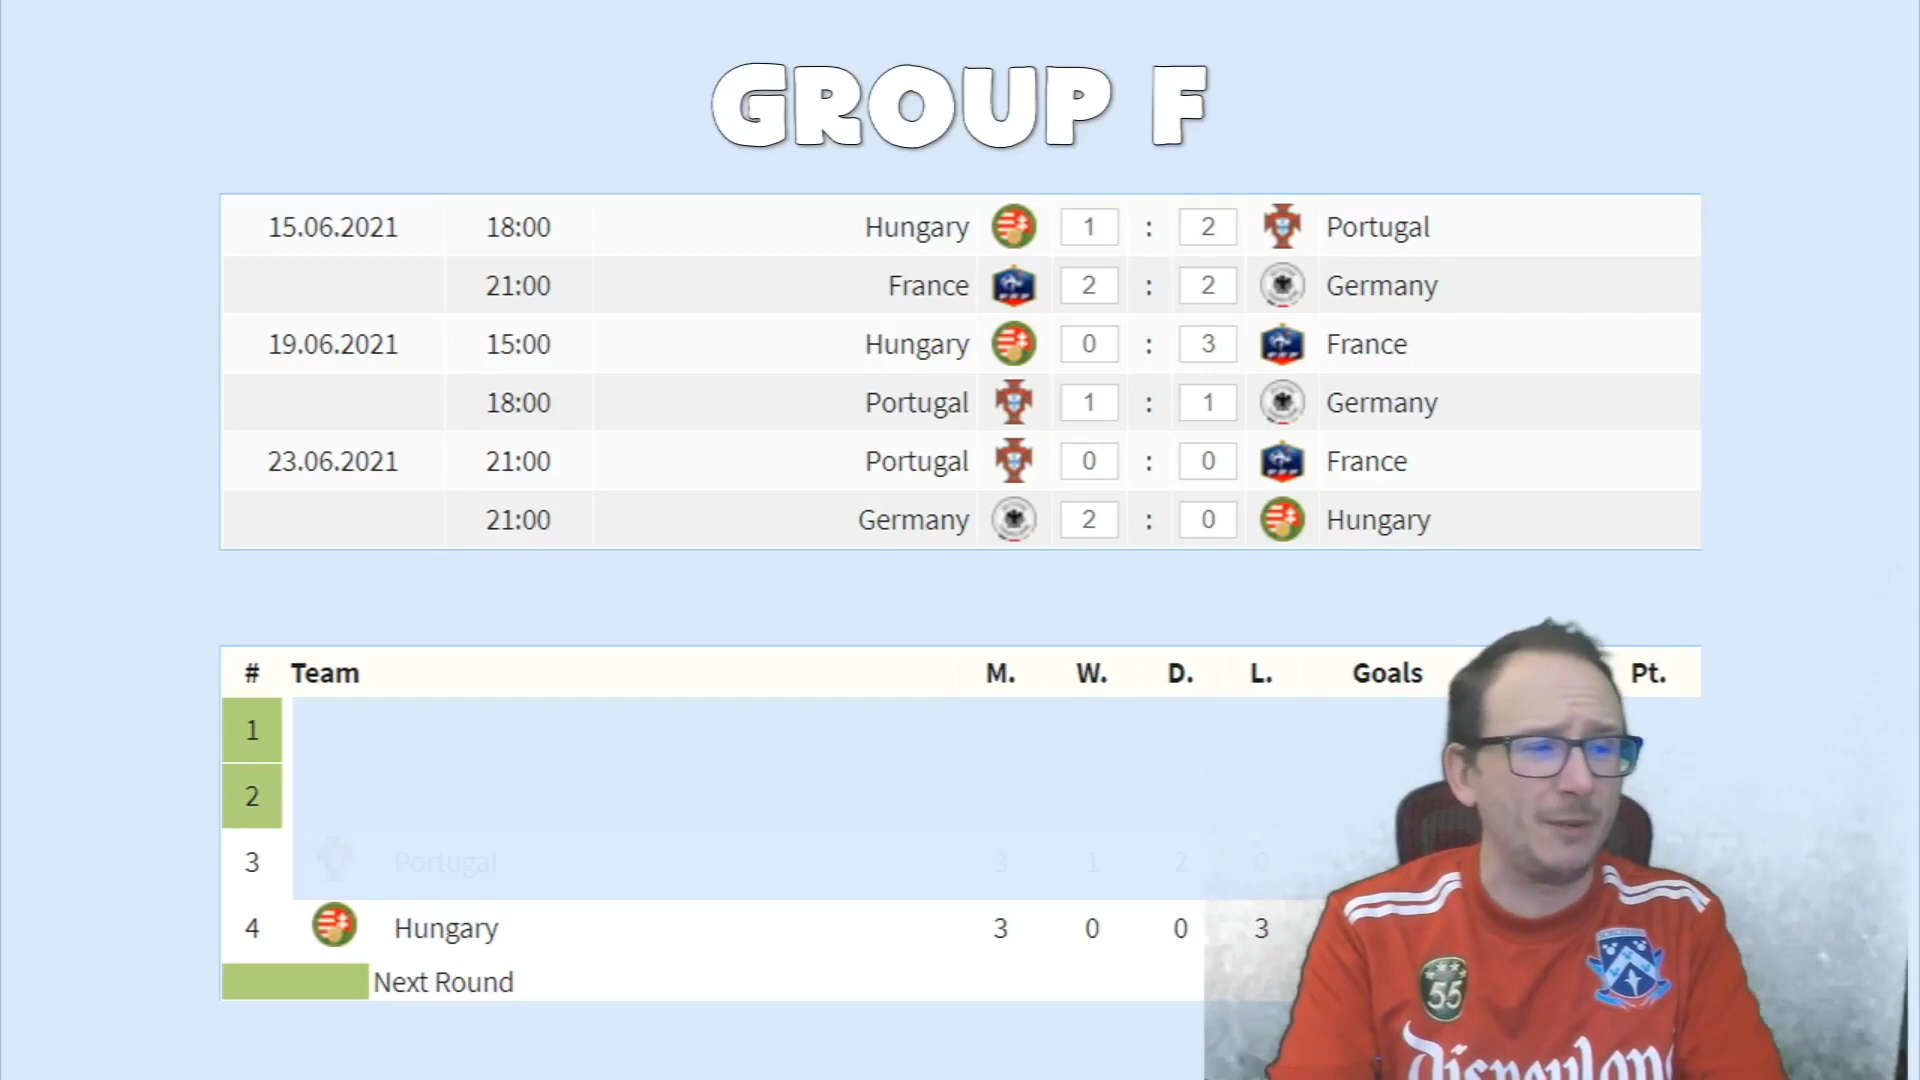 GROUP F
15.06.2021 18:00 Hungary 1 : 2 Portugal
21:00 France 2 : 2 Germany
19.06.2021 15:00 Hungary 0 : 3 France
18:00 Portugal 1 : 1 Germany
23.06.2021 21:00 Portugal 0 : 0 France
21:00 Germany 2 : 0 Hungary
# Team M. W. D. L. Goals Pt.
1
2
3 Portugal 3 1 2 0
4 Hungary 3 0 0 3
Next Round
55
Disneyland